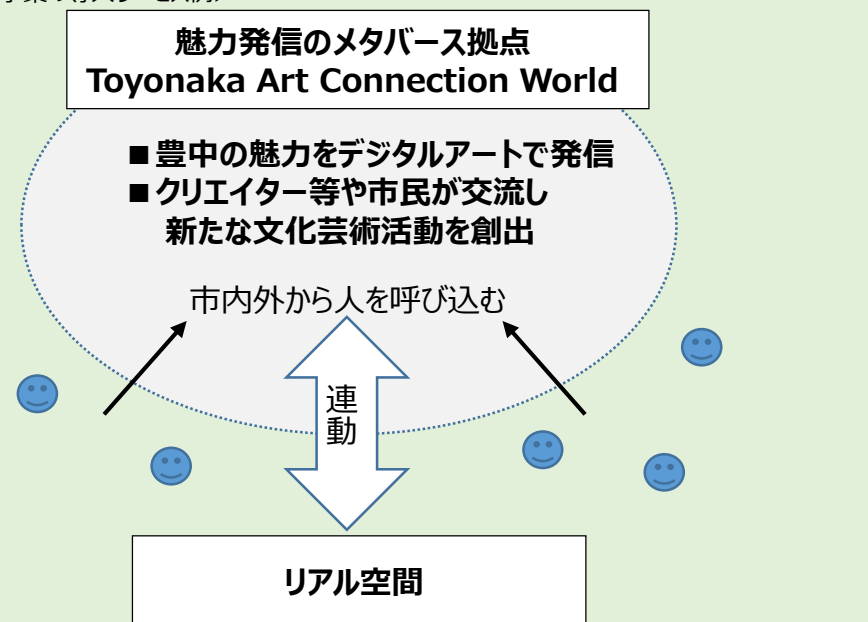 魅力発信のメタバース拠点
Toyonaka Art Connection World
■豊中の魅力をデジタルアートで発信
■クリエイター等や市民が交流し
新たな文化芸術活動を創出
市内外から人を呼び込む
連動
リアル空間